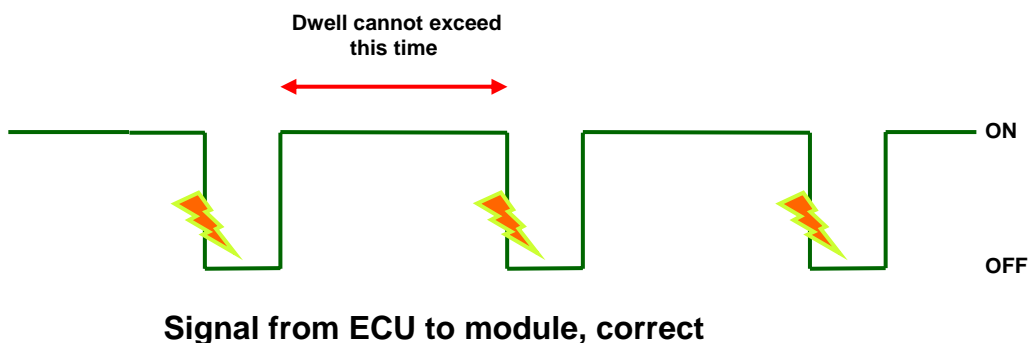 Dwell cannot exceed
this time
ON
OFF
Signal from ECU to module, correct